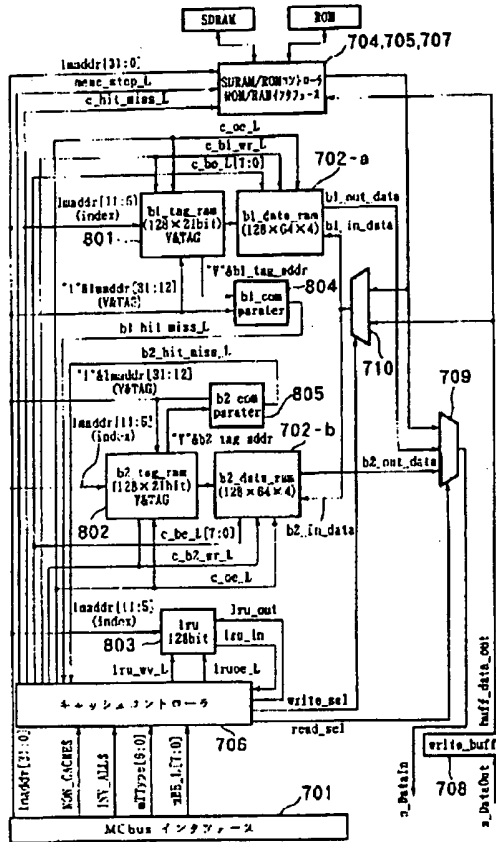 SDRAM
ROM
704,705,707
lmaddr[31:0]
memc_stop_L
c_hit_miss_L
SDRAM/ROMコントローラ
ROM/RAMインタフェース
c_oe_L
c_b1_wr_L
c_be_L[7:0]
702-a
lmaddr[11:5]
(index)
801
b1_tag_ram
(128×21bit)
V&TAG
b1_data_ram
(128×64×4)
b1_out_data
b1_in_data
"1"&lmaddr[31:12]
(V&TAG)
"V"&b1_tag_addr
b1_com
parater
804
b1_hit_miss_L
710
b2_hit_miss_L
"1"&lmaddr[31:12]
(V&TAG)
b2_com
parater
805
709
lmaddr[11:5]
(index)
"V"&b2_tag_addr
702-b
b2_out_data
b2_tag_ram
(128×21bit)
V&TAG
802
b2_data_ram
(128×64×4)
b2_in_data
c_be_L[7:0]
c_b2_wr_L
c_oe_L
lmaddr[11:5]
(index)
803
lru
128bit
lru_out
lru_in
lru_wv_L
lruoe_L
write_sel
キャッシュコントローラ
706
read_sel
buff_data_out
write_buff
708
lmaddr[31:0]
NON_CACHES
INV_ALLS
mTType[6:0]
mBE_L[7:0]
m_DataIn
m_DataOut
701
MCbus インタフェース